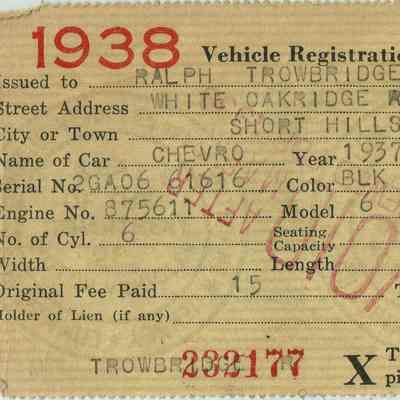 1938 Vehicle Registratio
Issued to RALPH TROWBRIDGE
Street Address WHITE OAKRIDGE R
City or Town SHORT HILLS
Name of Car CHEVRO Year 1937
Serial No. 2GA06 61616 Color BLK
Engine No. 875611 Model 6
No. of Cyl. 6 Seating Capacity
Width Length
Original Fee Paid 15 T
Holder of Lien (if any)
TROWBRIDGE R 232177 X T
pi